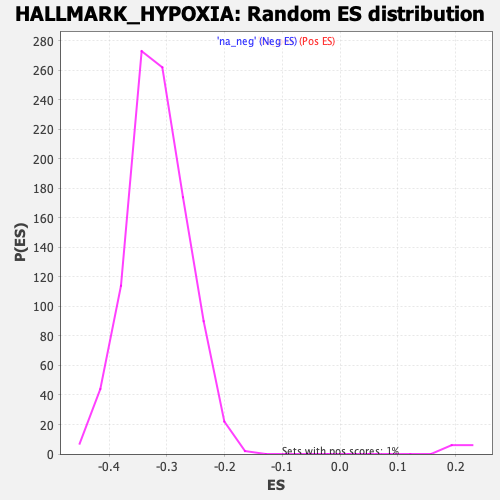 HALLMARK_HYPOXIA: Random ES distribution
'na_neg' (Neg ES) (Pos ES)
280
260
240
220
200
180
160
140
120
100
80
60
40
20
0
P(ES)
Sets with pos scores: 1%
-0.4 -0.3 -0.2 -0.1 0.0 0.1 0.2
ES